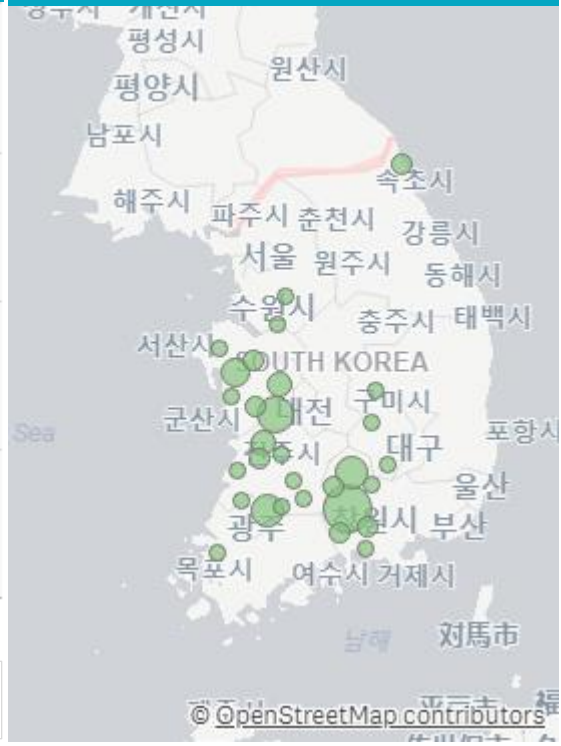 평성시
원산시
평양시
남포시
속초시
해주시
파주시 춘천시
강릉시
서울 원주시
동해시
수원시
충주시 태백시
서산시
SOUTH KOREA
구미시
대전
군산시
Sea
포항시
대구
울산
창원시 부산
광주
목포시
여수시 거제시
남해
対馬市
© OpenStreetMap contributors